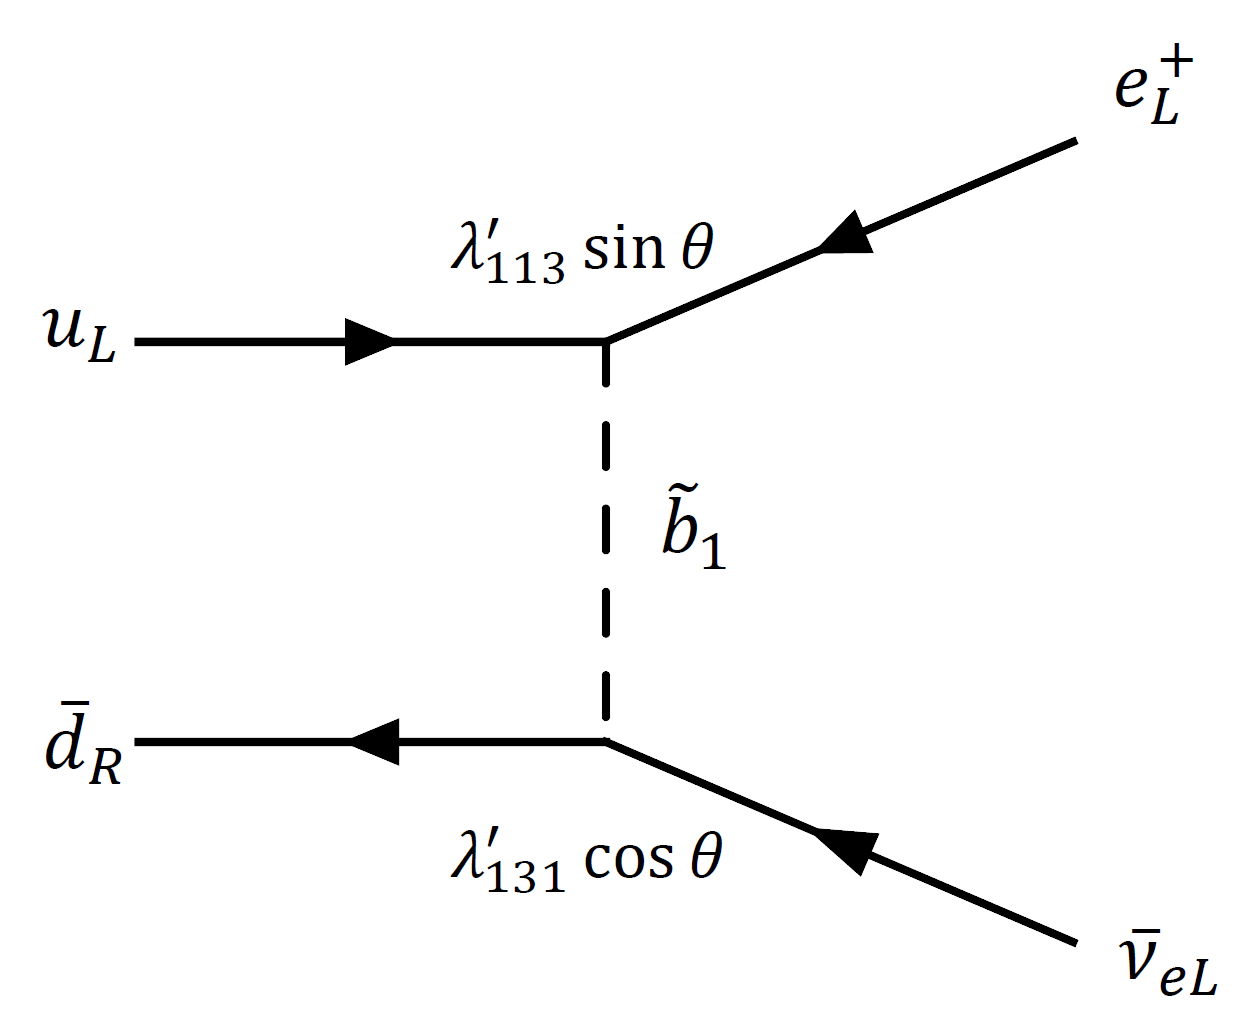 e_L^+
λ′_113 sin θ
u_L
b̃_1
d̄_R
λ′_131 cos θ
ν̄_eL